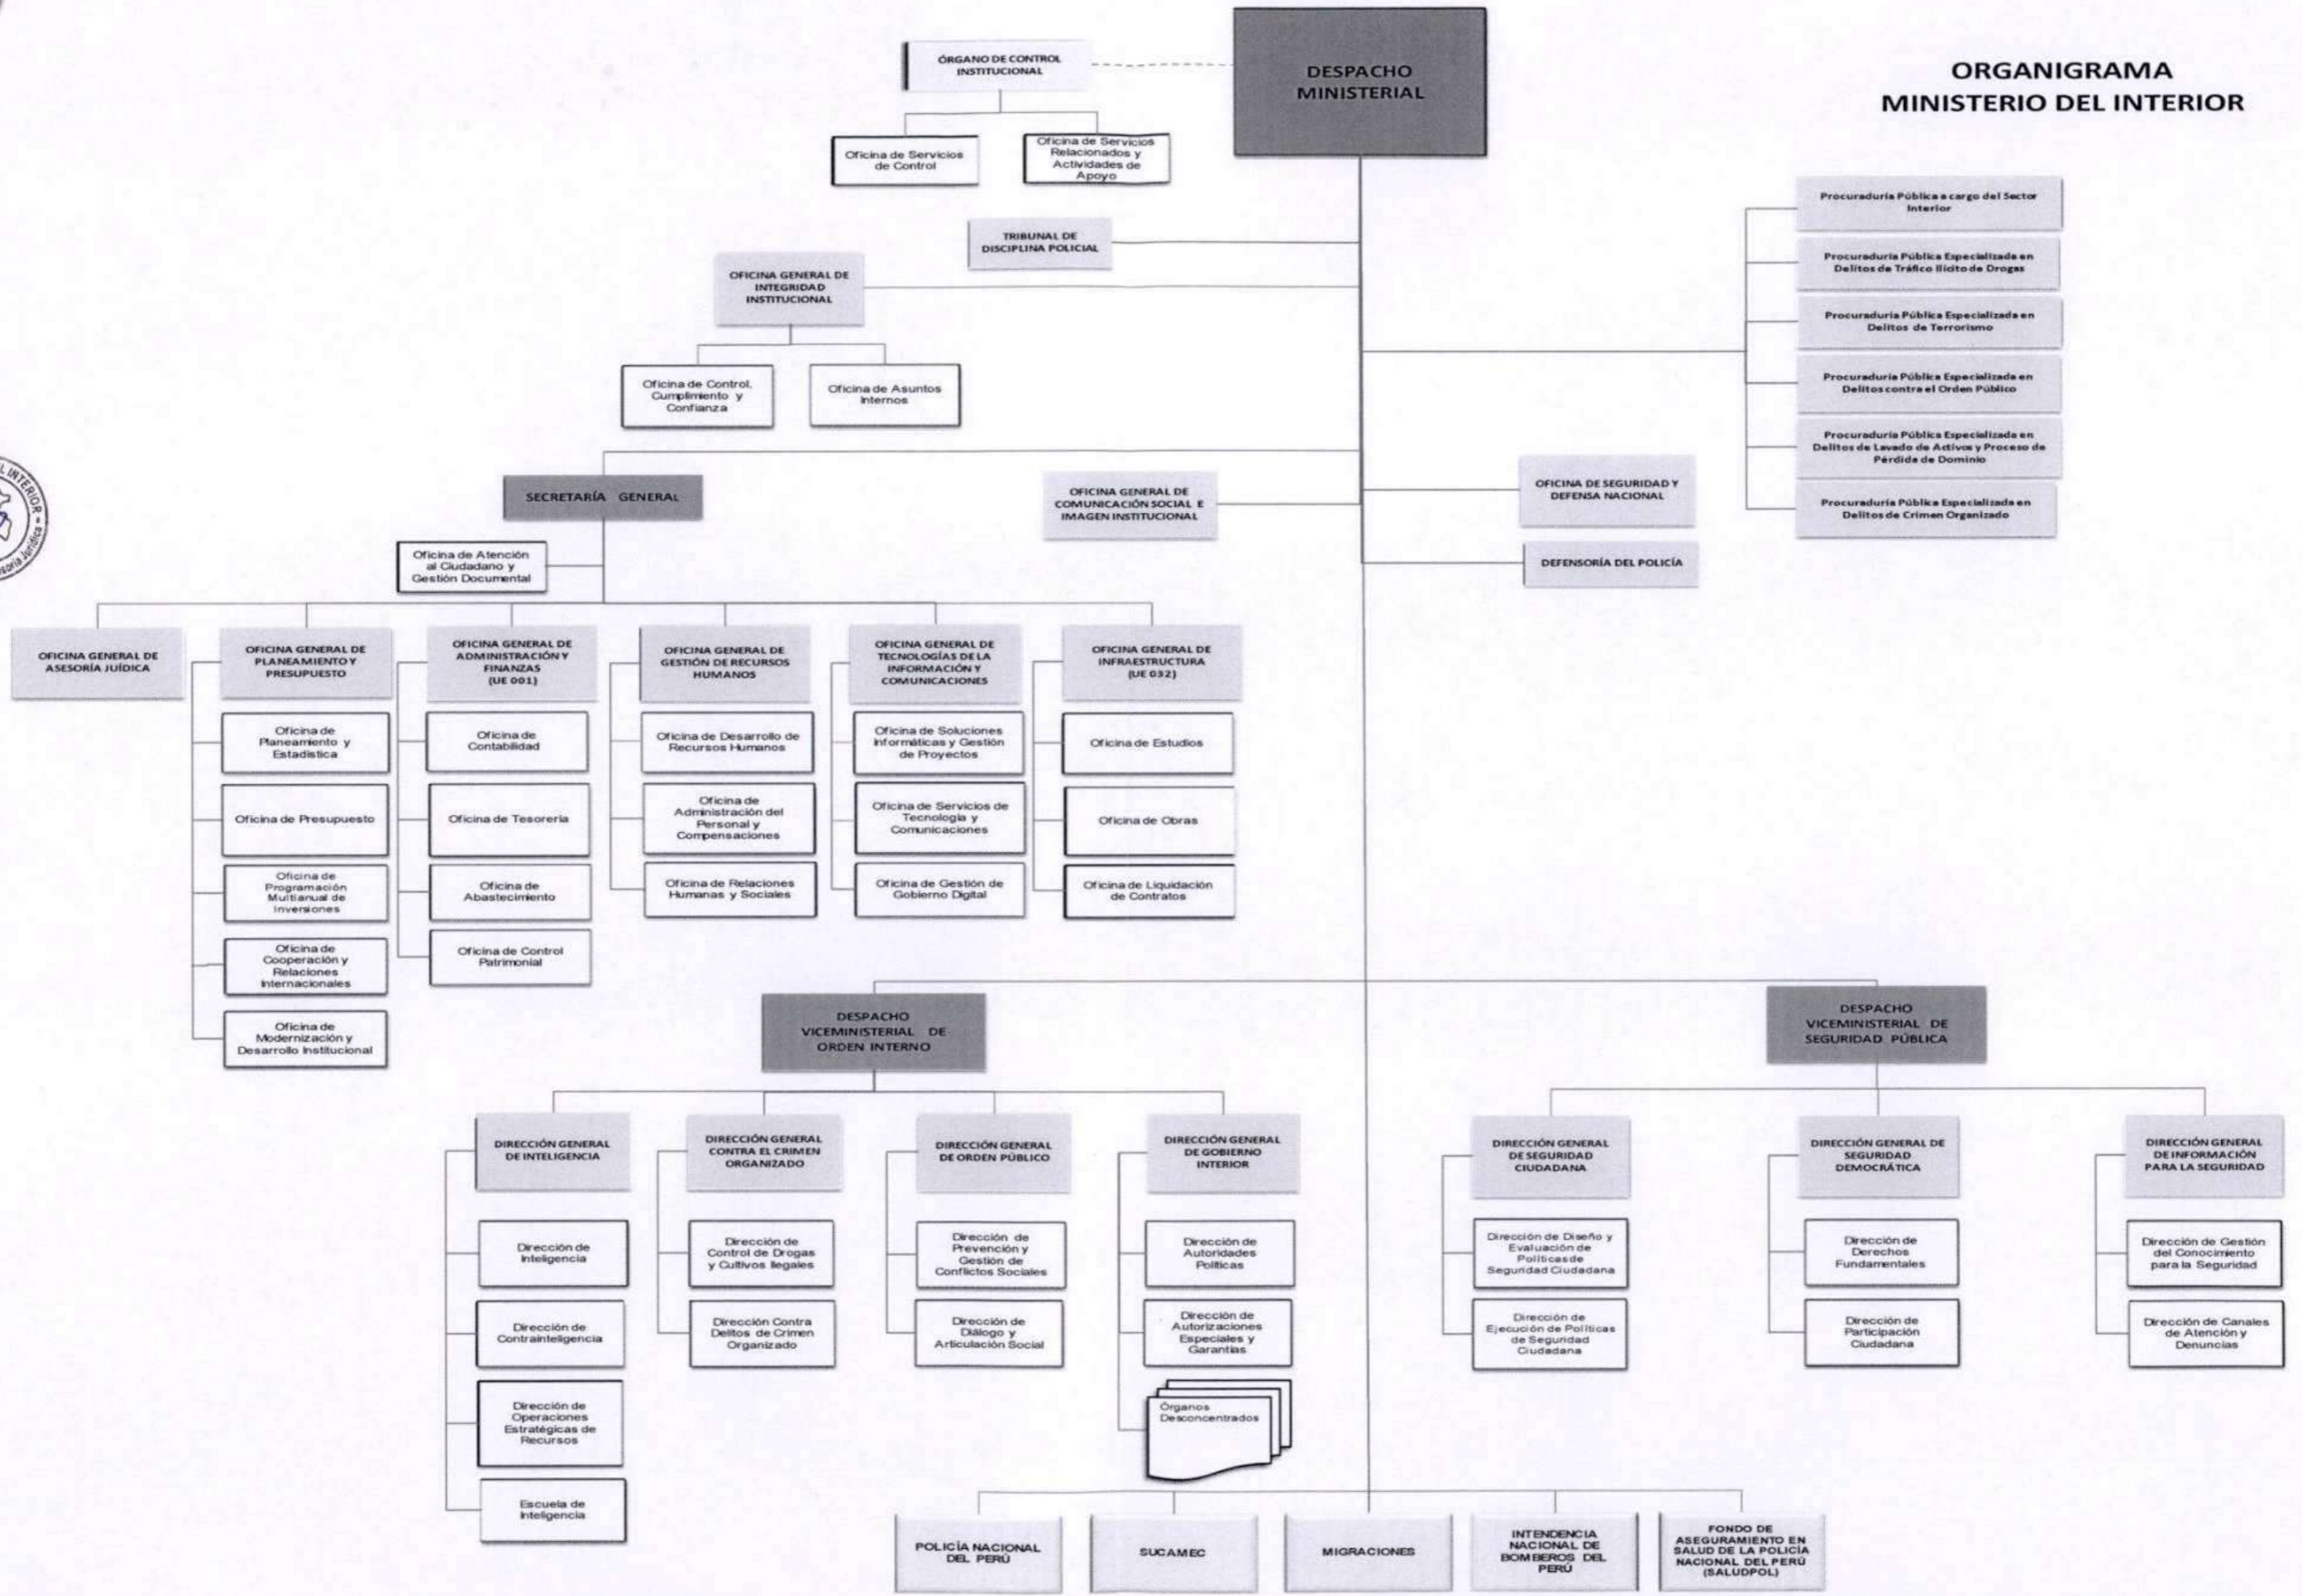 ORGANIGRAMA
MINISTERIO DEL INTERIOR
DESPACHO
MINISTERIAL
ÓRGANO DE CONTROL
INSTITUCIONAL
Oficina de Servicios
de Control
Oficina de Servicios
Relacionados y
Actividades de
Apoyo
TRIBUNAL DE
DISCIPLINA POLICIAL
OFICINA GENERAL DE
INTEGRIDAD
INSTITUCIONAL
Oficina de Control,
Cumplimiento y
Confianza
Oficina de Asuntos
Internos
Procuraduría Pública a cargo del Sector
Interior
Procuraduría Pública Especializada en
Delitos de Tráfico Ilícito de Drogas
Procuraduría Pública Especializada en
Delitos de Terrorismo
Procuraduría Pública Especializada en
Delitos contra el Orden Público
Procuraduría Pública Especializada en
Delitos de Lavado de Activos y Proceso de
Pérdida de Dominio
Procuraduría Pública Especializada en
Delitos de Crimen Organizado
SECRETARÍA GENERAL
OFICINA GENERAL DE
COMUNICACIÓN SOCIAL E
IMAGEN INSTITUCIONAL
OFICINA DE SEGURIDAD Y
DEFENSA NACIONAL
DEFENSORÍA DEL POLICÍA
Oficina de Atención
al Ciudadano y
Gestión Documental
OFICINA GENERAL DE
ASESORÍA JUÍDICA
OFICINA GENERAL DE
PLANEAMIENTO Y
PRESUPUESTO
Oficina de
Planeamiento y
Estadística
Oficina de Presupuesto
Oficina de
Programación
Multianual de
Inversiones
Oficina de
Cooperación y
Relaciones
Internacionales
Oficina de
Modernización y
Desarrollo Institucional
OFICINA GENERAL DE
ADMINISTRACIÓN Y
FINANZAS
(UE 001)
Oficina de
Contabilidad
Oficina de Tesorería
Oficina de
Abastecimiento
Oficina de Control
Patrimonial
OFICINA GENERAL DE
GESTIÓN DE RECURSOS
HUMANOS
Oficina de Desarrollo de
Recursos Humanos
Oficina de
Administración del
Personal y
Compensaciones
Oficina de Relaciones
Humanas y Sociales
OFICINA GENERAL DE
TECNOLOGÍAS DE LA
INFORMACIÓN Y
COMUNICACIONES
Oficina de Soluciones
Informáticas y Gestión
de Proyectos
Oficina de Servicios de
Tecnología y
Comunicaciones
Oficina de Gestión de
Gobierno Digital
OFICINA GENERAL DE
INFRAESTRUCTURA
(UE 032)
Oficina de Estudios
Oficina de Obras
Oficina de Liquidación
de Contratos
DESPACHO
VICEMINISTERIAL DE
ORDEN INTERNO
DIRECCIÓN GENERAL
DE INTELIGENCIA
Dirección de
Inteligencia
Dirección de
Contrainteligencia
Dirección de
Operaciones
Estratégicas de
Recursos
Escuela de
Inteligencia
DIRECCIÓN GENERAL
CONTRA EL CRIMEN
ORGANIZADO
Dirección de
Control de Drogas
y Cultivos Ilegales
Dirección Contra
Delitos de Crimen
Organizado
DIRECCIÓN GENERAL
DE ORDEN PÚBLICO
Dirección de
Prevención y
Gestión de
Conflictos Sociales
Dirección de
Diálogo y
Articulación Social
DIRECCIÓN GENERAL
DE GOBIERNO
INTERIOR
Dirección de
Autoridades
Políticas
Dirección de
Autorizaciones
Especiales y
Garantías
Órganos
Desconcentrados
DESPACHO
VICEMINISTERIAL DE
SEGURIDAD PÚBLICA
DIRECCIÓN GENERAL
DE SEGURIDAD
CIUDADANA
Dirección de Diseño y
Evaluación de
Políticas de
Seguridad Ciudadana
Dirección de
Ejecución de Políticas
de Seguridad
Ciudadana
DIRECCIÓN GENERAL DE
SEGURIDAD
DEMOCRÁTICA
Dirección de
Derechos
Fundamentales
Dirección de
Participación
Ciudadana
DIRECCIÓN GENERAL
DE INFORMACIÓN
PARA LA SEGURIDAD
Dirección de Gestión
del Conocimiento
para la Seguridad
Dirección de Canales
de Atención y
Denuncias
POLICÍA NACIONAL
DEL PERÚ
SUCAMEC
MIGRACIONES
INTENDENCIA
NACIONAL DE
BOMBEROS DEL
PERÚ
FONDO DE
ASEGURAMIENTO EN
SALUD DE LA POLICÍA
NACIONAL DEL PERÚ
(SALUDPOL)
INTERIOR
Jurídica